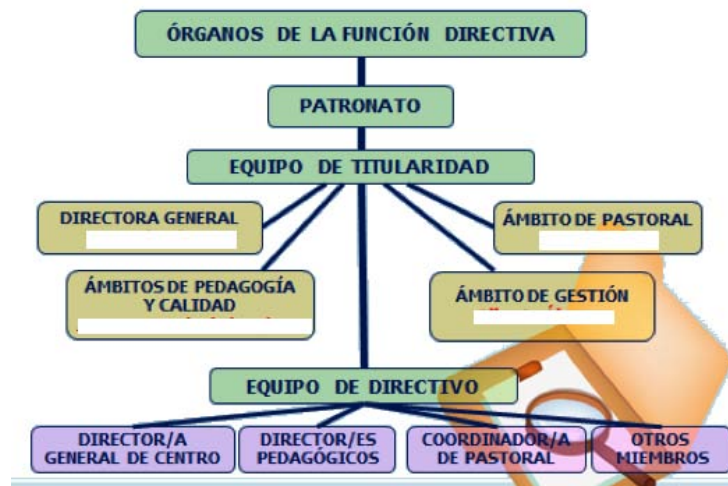 ÓRGANOS DE LA FUNCIÓN DIRECTIVA
PATRONATO
EQUIPO DE TITULARIDAD
DIRECTORA GENERAL
ÁMBITO DE PASTORAL
ÁMBITOS DE PEDAGOGÍA
Y CALIDAD
ÁMBITO DE GESTIÓN
EQUIPO DE DIRECTIVO
DIRECTOR/A
GENERAL DE CENTRO
DIRECTOR/ES
PEDAGÓGICOS
COORDINADOR/A
DE PASTORAL
OTROS
MIEMBROS